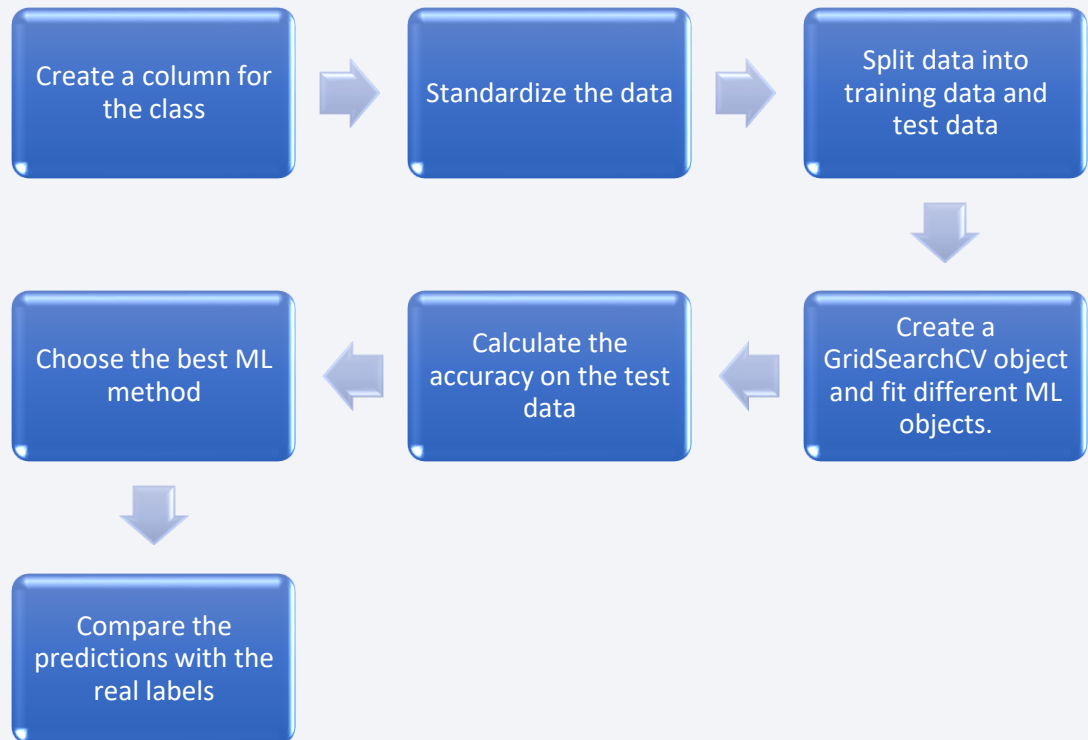 Create a column for
the class
Standardize the data
Split data into
training data and
test data
Create a
GridSearchCV object
and fit different ML
objects.
Calculate the
accuracy on the test
data
Choose the best ML
method
Compare the
predictions with the
real labels